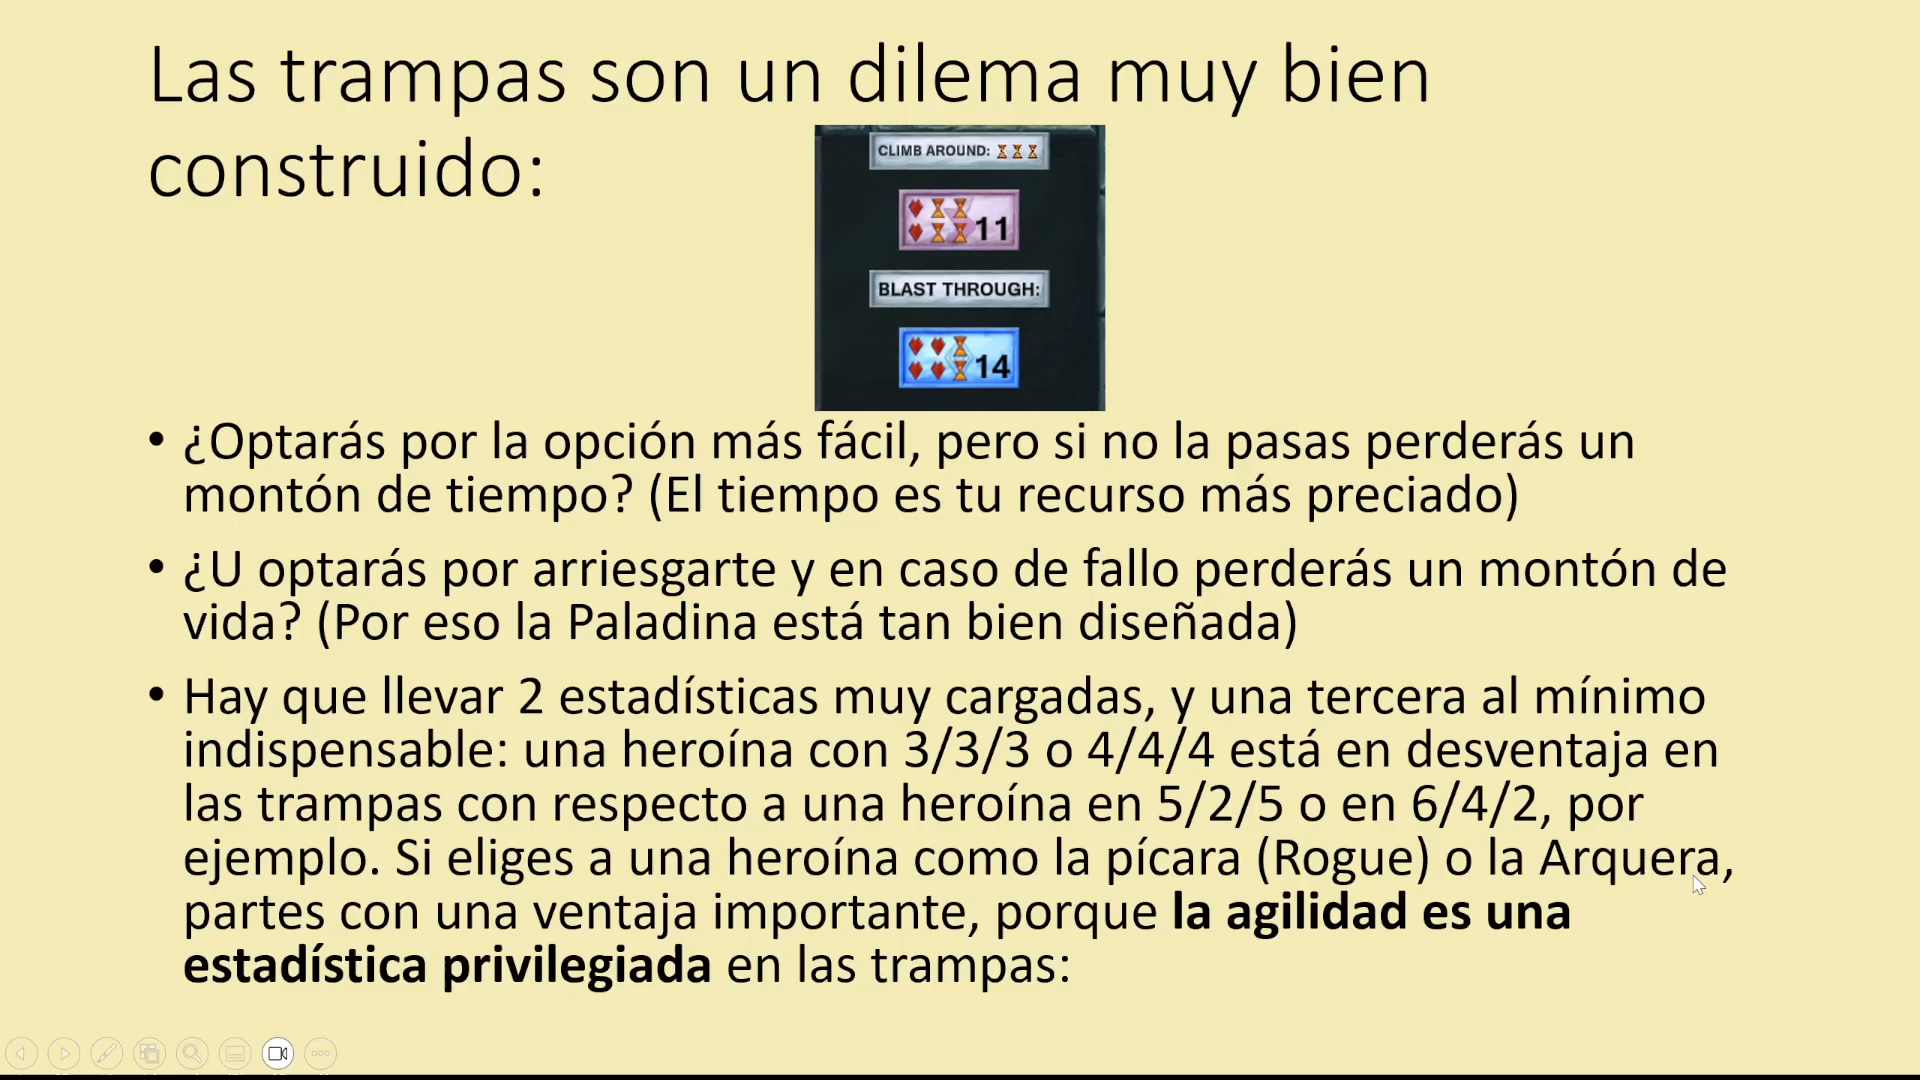 Las trampas son un dilema muy bien
construido:
CLIMB AROUND:
11
BLAST THROUGH:
14
• ¿Optarás por la opción más fácil, pero si no la pasas perderás un
montón de tiempo? (El tiempo es tu recurso más preciado)
• ¿U optarás por arriesgarte y en caso de fallo perderás un montón de
vida? (Por eso la Paladina está tan bien diseñada)
• Hay que llevar 2 estadísticas muy cargadas, y una tercera al mínimo
indispensable: una heroína con 3/3/3 o 4/4/4 está en desventaja en
las trampas con respecto a una heroína en 5/2/5 o en 6/4/2, por
ejemplo. Si eliges a una heroína como la pícara (Rogue) o la Arquera,
partes con una ventaja importante, porque la agilidad es una
estadística privilegiada en las trampas: